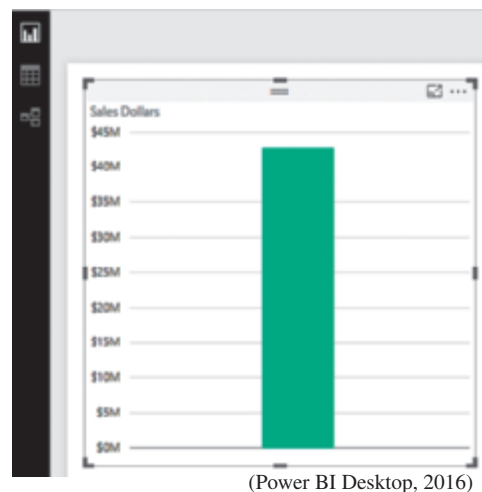 Sales Dollars
$45M
$40M
$35M
$30M
$25M
$20M
$15M
$10M
$5M
$0M
(Power BI Desktop, 2016)